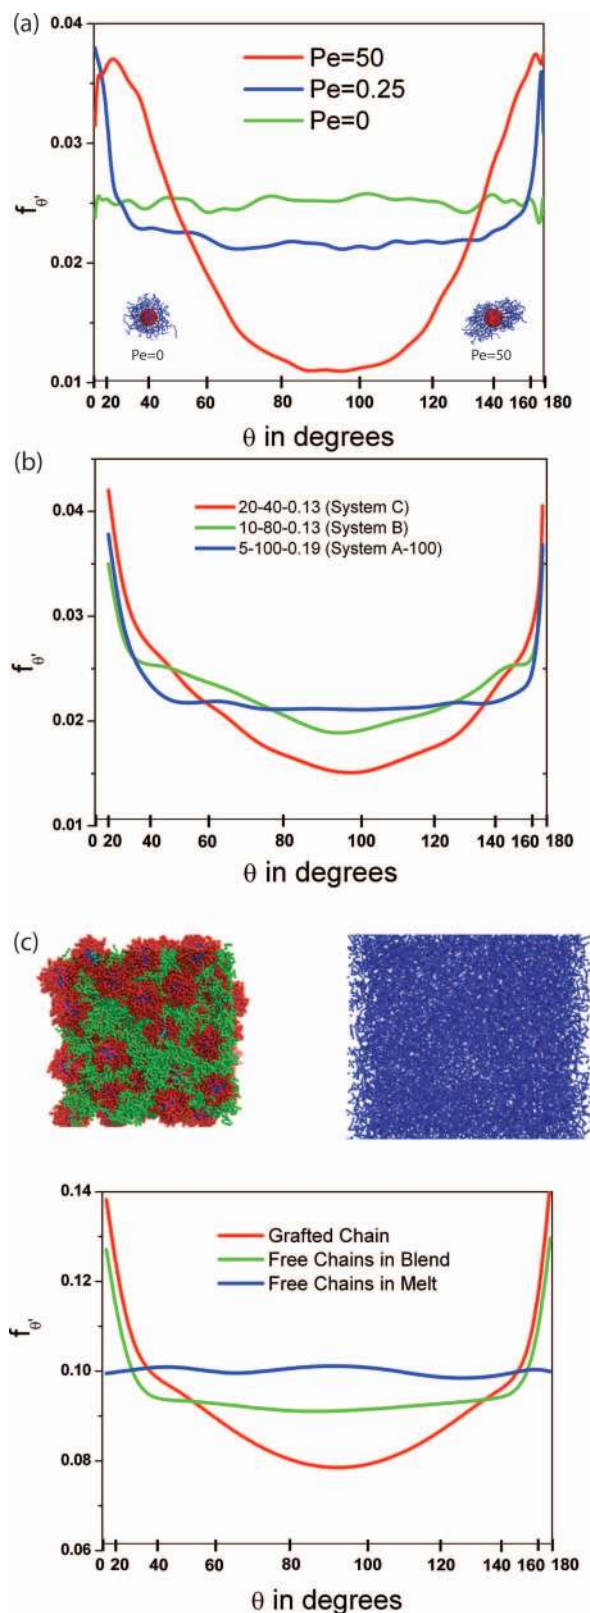 (a)
0.04
0.03
0.02
0.01
f_θ'
Pe=50
Pe=0.25
Pe=0
Pe=0
Pe=50
0 20 40 60 80 100 120 140 160 180
θ in degrees
(b)
0.04
0.03
0.02
0.01
f_θ'
20-40-0.13 (System C)
10-80-0.13 (System B)
5-100-0.19 (System A-100)
0 20 40 60 80 100 120 140 160 180
θ in degrees
(c)
0.14
0.12
0.10
0.08
0.06
f_θ'
Grafted Chain
Free Chains in Blend
Free Chains in Melt
0 20 40 60 80 100 120 140 160 180
θ in degrees